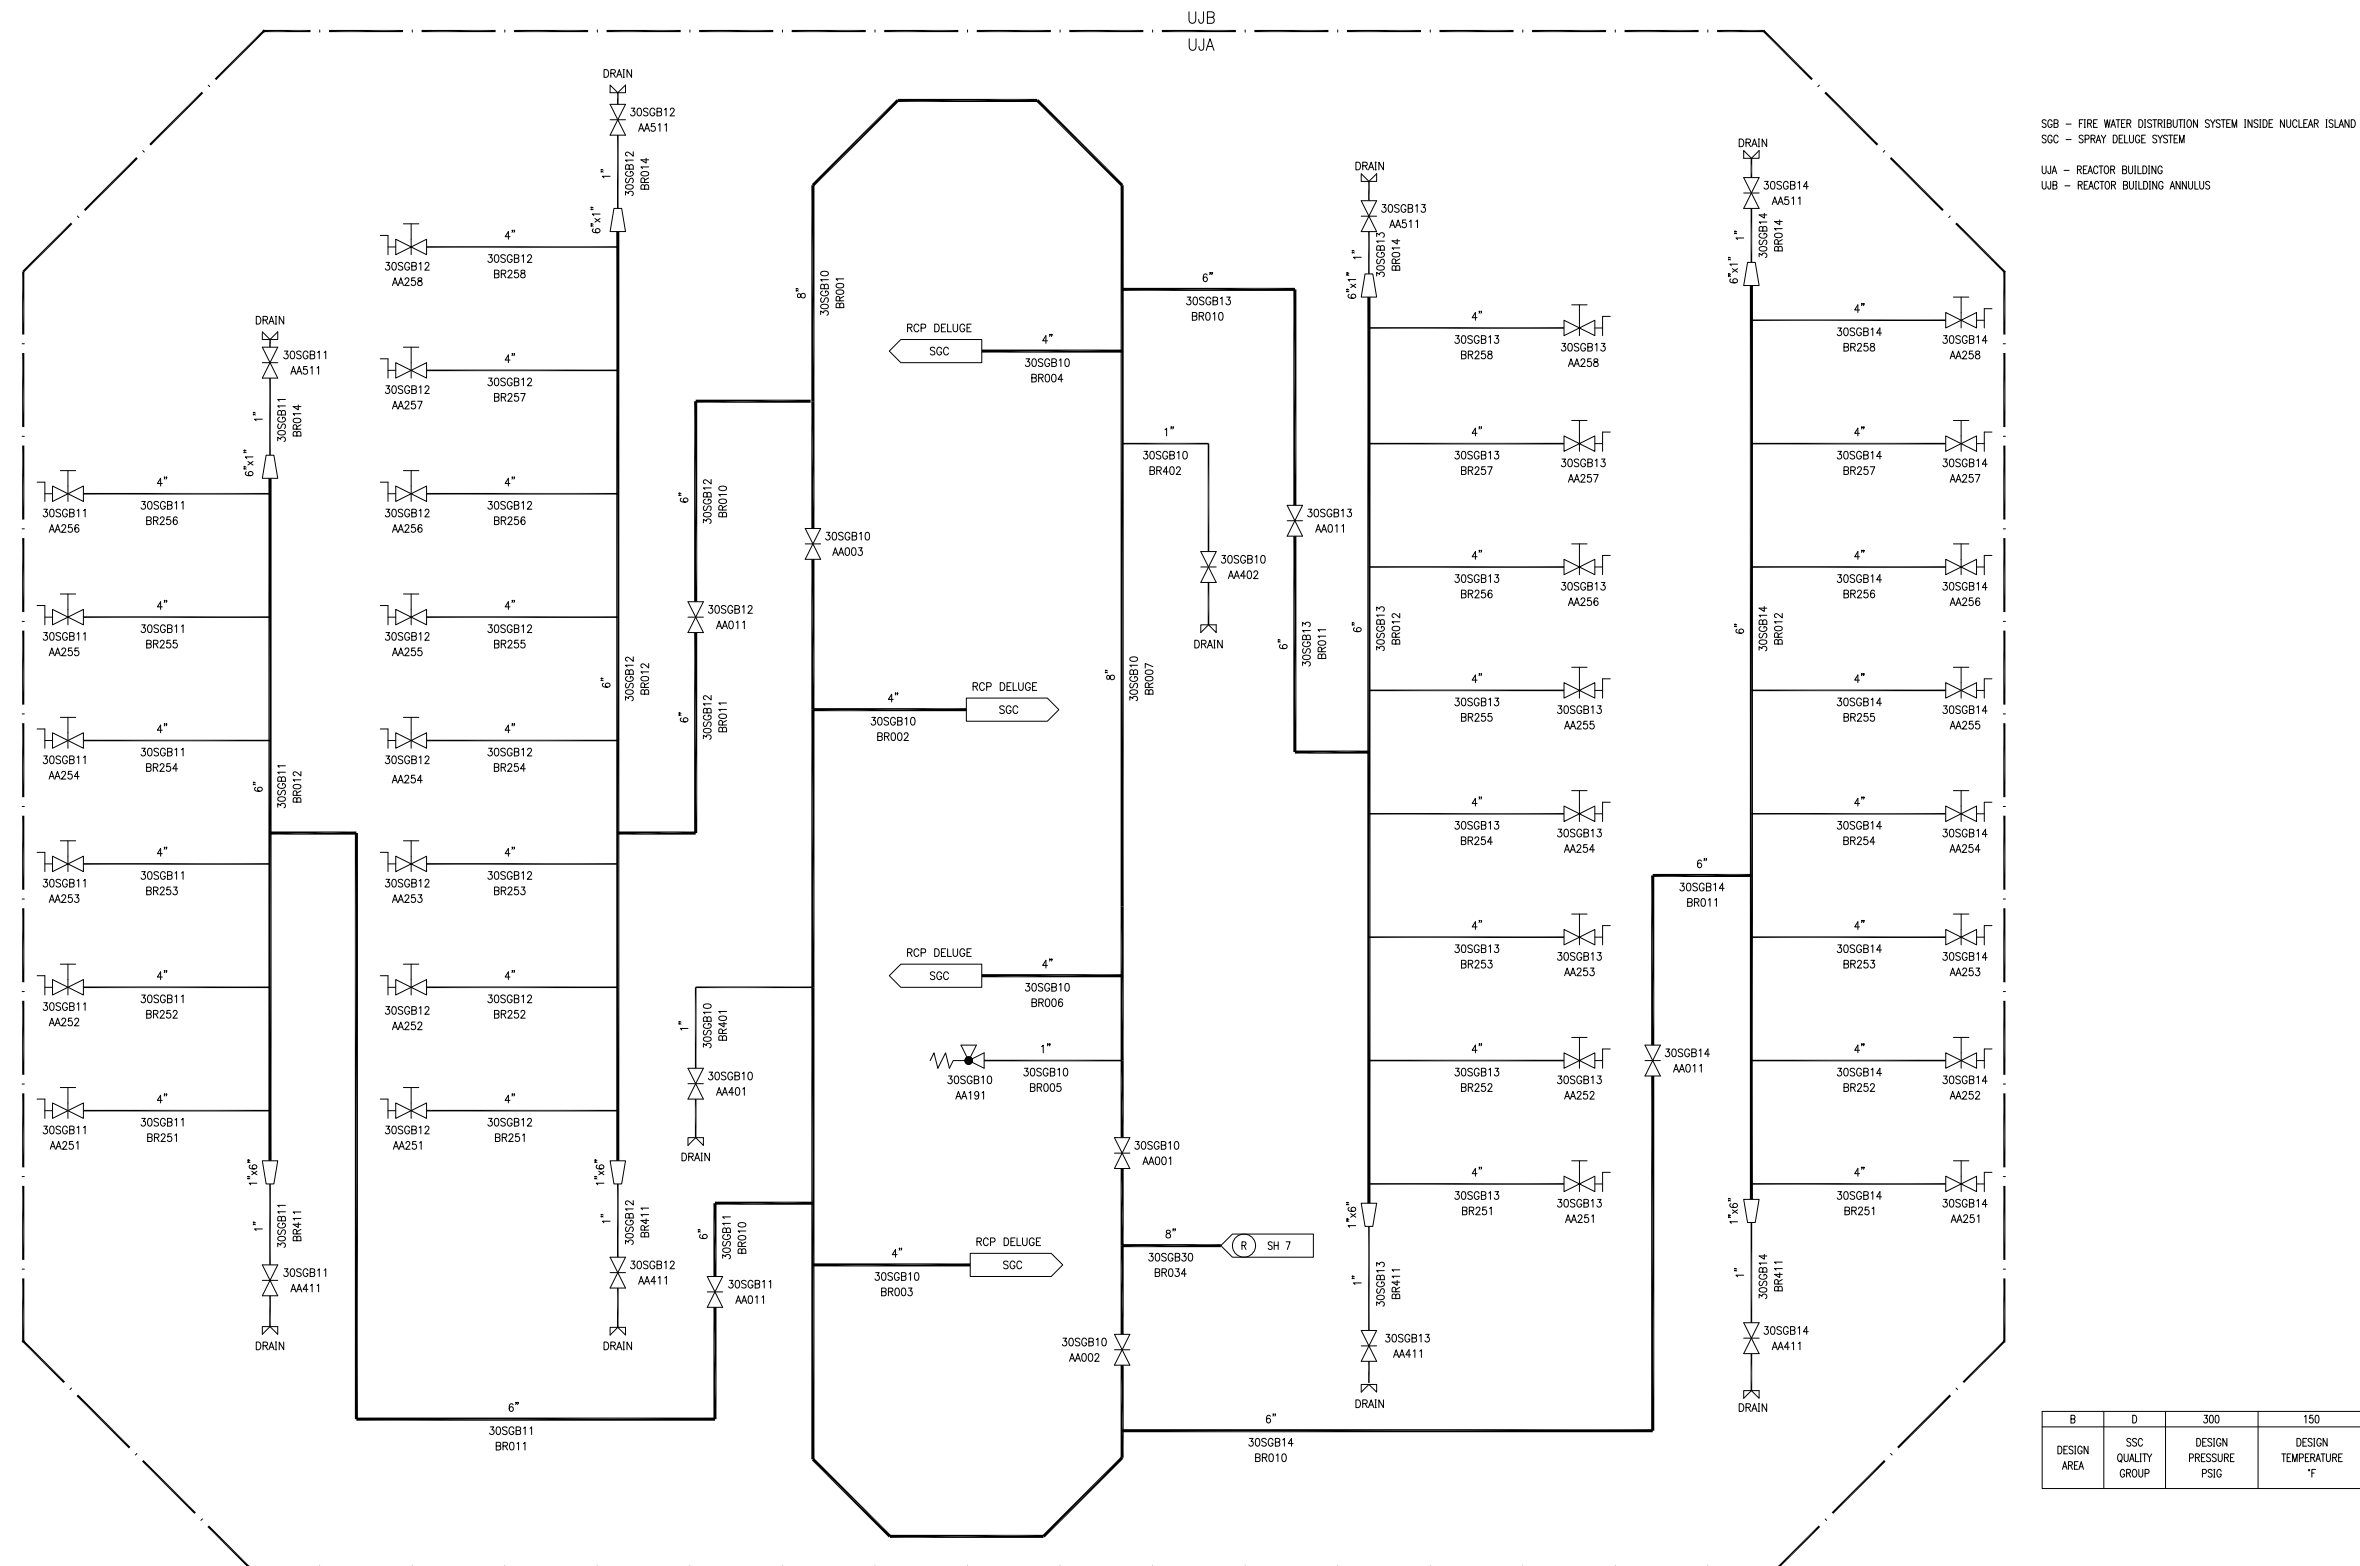 UJB
UJA
SGB – FIRE WATER DISTRIBUTION SYSTEM INSIDE NUCLEAR ISLAND
SGC – SPRAY DELUGE SYSTEM
UJA – REACTOR BUILDING
UJB – REACTOR BUILDING ANNULUS
DRAIN
30SGB11
AA511
1"
30SGB11
BR014
6"x1"
4"
30SGB11
BR256
30SGB11
AA256
4"
30SGB11
BR255
30SGB11
AA255
4"
30SGB11
BR254
30SGB11
AA254
6"
30SGB11
BR012
4"
30SGB11
BR253
30SGB11
AA253
4"
30SGB11
BR252
30SGB11
AA252
4"
30SGB11
BR251
30SGB11
AA251
1"x6"
1"
30SGB11
BR411
30SGB11
AA411
DRAIN
DRAIN
30SGB12
AA511
1"
30SGB12
BR014
6"x1"
4"
30SGB12
BR258
30SGB12
AA258
4"
30SGB12
BR257
30SGB12
AA257
4"
30SGB12
BR256
30SGB12
AA256
4"
30SGB12
BR255
30SGB12
AA255
6"
30SGB12
BR012
4"
30SGB12
BR254
30SGB12
AA254
4"
30SGB12
BR253
30SGB12
AA253
4"
30SGB12
BR252
30SGB12
AA252
4"
30SGB12
BR251
30SGB12
AA251
1"x6"
1"
30SGB12
BR411
30SGB12
AA411
DRAIN
6"
30SGB12
BR010
30SGB12
AA011
6"
30SGB12
BR011
1"
30SGB10
BR401
30SGB10
AA401
DRAIN
6"
30SGB11
BR010
30SGB11
AA011
6"
30SGB11
BR011
8"
30SGB10
BR001
30SGB10
AA003
RCP DELUGE
SGC
4"
30SGB10
BR004
4"
30SGB10
BR002
RCP DELUGE
SGC
RCP DELUGE
SGC
4"
30SGB10
BR006
1"
30SGB10
BR005
30SGB10
AA191
4"
30SGB10
BR003
RCP DELUGE
SGC
8"
30SGB10
BR007
30SGB10
AA001
8"
30SGB30
BR034
R
SH 7
30SGB10
AA002
6"
30SGB14
BR010
6"
30SGB13
BR010
1"
30SGB10
BR402
30SGB10
AA402
DRAIN
30SGB13
AA011
6"
30SGB13
BR011
DRAIN
30SGB13
AA511
1"
30SGB13
BR014
6"x1"
4"
30SGB13
BR258
30SGB13
AA258
4"
30SGB13
BR257
30SGB13
AA257
4"
30SGB13
BR256
30SGB13
AA256
6"
30SGB13
BR012
4"
30SGB13
BR255
30SGB13
AA255
4"
30SGB13
BR254
30SGB13
AA254
4"
30SGB13
BR253
30SGB13
AA253
4"
30SGB13
BR252
30SGB13
AA252
4"
30SGB13
BR251
30SGB13
AA251
1"x6"
1"
30SGB13
BR411
30SGB13
AA411
DRAIN
6"
30SGB14
BR011
30SGB14
AA011
DRAIN
30SGB14
AA511
1"
30SGB14
BR014
6"x1"
4"
30SGB14
BR258
30SGB14
AA258
4"
30SGB14
BR257
30SGB14
AA257
4"
30SGB14
BR256
30SGB14
AA256
6"
30SGB14
BR012
4"
30SGB14
BR255
30SGB14
AA255
4"
30SGB14
BR254
30SGB14
AA254
4"
30SGB14
BR253
30SGB14
AA253
4"
30SGB14
BR252
30SGB14
AA252
4"
30SGB14
BR251
30SGB14
AA251
1"x6"
1"
30SGB14
BR411
30SGB14
AA411
DRAIN
B D 300 150
DESIGN
AREA
SSC
QUALITY
GROUP
DESIGN
PRESSURE
PSIG
DESIGN
TEMPERATURE
°F